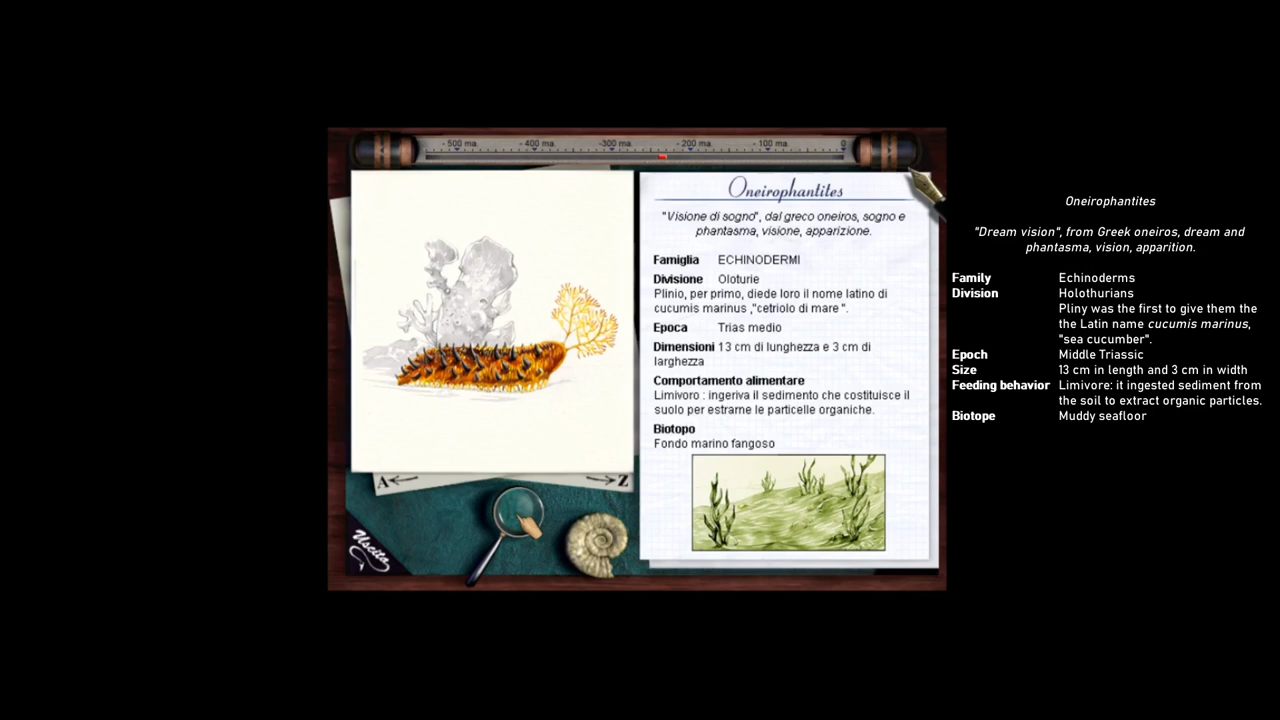 - 500 ma. - 400 ma. -300 ma. - 200 ma. - 100 ma. 0
Oneirophantites
"Visione di sogno", dal greco oneiros, sogno e
phantasma, visione, apparizione.
Famiglia ECHINODERMI
Divisione Oloturie
Plinio, per primo, diede loro il nome latino di
cucumis marinus ,"cetriolo di mare ".
Epoca Trias medio
Dimensioni 13 cm di lunghezza e 3 cm di
larghezza
Comportamento alimentare
Limivoro : ingeriva il sedimento che costituisce il
suolo per estrarne le particelle organiche.
Biotopo
Fondo marino fangoso
A Z
Uscita
Oneirophantites
"Dream vision", from Greek oneiros, dream and
phantasma, vision, apparition.
Family Echinoderms
Division Holothurians
Pliny was the first to give them the
the Latin name cucumis marinus,
"sea cucumber".
Epoch Middle Triassic
Size 13 cm in length and 3 cm in width
Feeding behavior Limivore: it ingested sediment from
the soil to extract organic particles.
Biotope Muddy seafloor